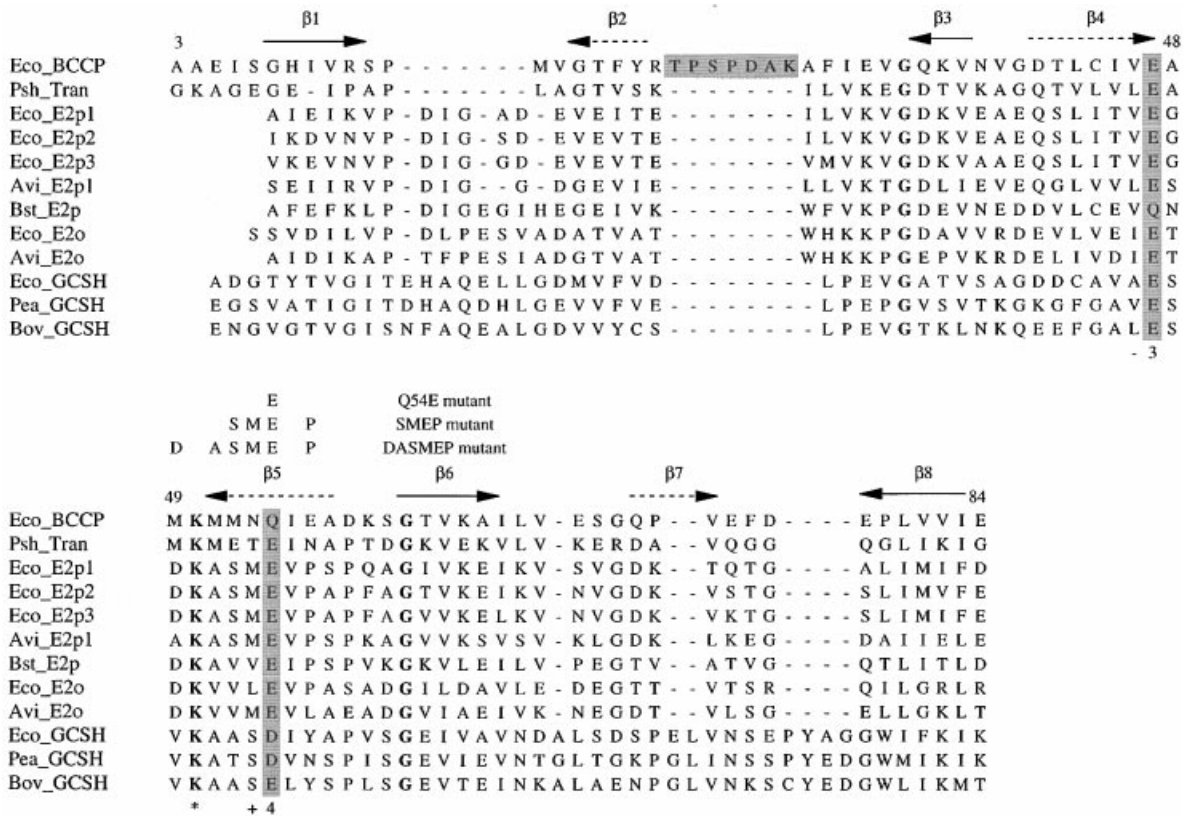 β1 β2 β3 β4
3 48
Eco_BCCP A A E I S G H I V R S P - - - - - - - M V G T F Y R T P S P D A K A F I E V G Q K V N V G D T L C I V E A
Psh_Tran G K A G E G E - I P A P - - - - - - - L A G T V S K - - - - - - - I L V K E G D T V K A G Q T V L V L E A
Eco_E2p1 A I E I K V P - D I G - A D - E V E I T E - - - - - - - I L V K V G D K V E A E Q S L I T V E G
Eco_E2p2 I K D V N V P - D I G - S D - E V E V T E - - - - - - - I L V K V G D K V E A E Q S L I T V E G
Eco_E2p3 V K E V N V P - D I G - G D - E V E V T E - - - - - - - V M V K V G D K V A A E Q S L I T V E G
Avi_E2p1 S E I I R V P - D I G - - G - D G E V I E - - - - - - - L L V K T G D L I E V E Q G L V V L E S
Bst_E2p A F E F K L P - D I G E G I H E G E I V K - - - - - - - W F V K P G D E V N E D D V L C E V Q N
Eco_E2o S S V D I L V P - D L P E S V A D A T V A T - - - - - - - W H K K P G D A V V R D E V L V E I E T
Avi_E2o A I D I K A P - T F P E S I A D G T V A T - - - - - - - W H K K P G E P V K R D E L I V D I E T
Eco_GCSH A D G T Y T V G I T E H A Q E L L G D M V F V D - - - - - - - L P E V G A T V S A G D D C A V A E S
Pea_GCSH E G S V A T I G I T D H A Q D H L G E V V F V E - - - - - - - L P E P G V S V T K G K G F G A V E S
Bov_GCSH E N G V G T V G I S N F A Q E A L G D V V Y C S - - - - - - - L P E V G T K L N K Q E E F G A L E S
- 3
E Q54E mutant
S M E P SMEP mutant
D A S M E P DASMEP mutant
β5 β6 β7 β8
49 84
Eco_BCCP M K M M N Q I E A D K S G T V K A I L V - E S G Q P - - V E F D - - - - E P L V V I E
Psh_Tran M K M E T E I N A P T D G K V E K V L V - K E R D A - - V Q G G - - - - Q G L I K I G
Eco_E2p1 D K A S M E V P S P Q A G I V K E I K V - S V G D K - - T Q T G - - - - A L I M I F D
Eco_E2p2 D K A S M E V P A P F A G T V K E I K V - N V G D K - - V S T G - - - - S L I M V F E
Eco_E2p3 D K A S M E V P A P F A G V V K E L K V - N V G D K - - V K T G - - - - S L I M I F E
Avi_E2p1 A K A S M E V P S P K A G V V K S V S V - K L G D K - - L K E G - - - - D A I I E L E
Bst_E2p D K A V V E I P S P V K G K V L E I L V - P E G T V - - A T V G - - - - Q T L I T L D
Eco_E2o D K V V L E V P A S A D G I L D A V L E - D E G T T - - V T S R - - - - Q I L G R L R
Avi_E2o D K V V M E V L A E A D G V I A E I V K - N E G D T - - V L S G - - - - E L L G K L T
Eco_GCSH V K A A S D I Y A P V S G E I V A V N D A L S D S P E L V N S E P Y A G G W I F K I K
Pea_GCSH V K A T S D V N S P I S G E V I E V N T G L T G K P G L I N S S P Y E D G W M I K I K
Bov_GCSH V K A A S E L Y S P L S G E V T E I N K A L A E N P G L V N K S C Y E D G W L I K M T
* + 4